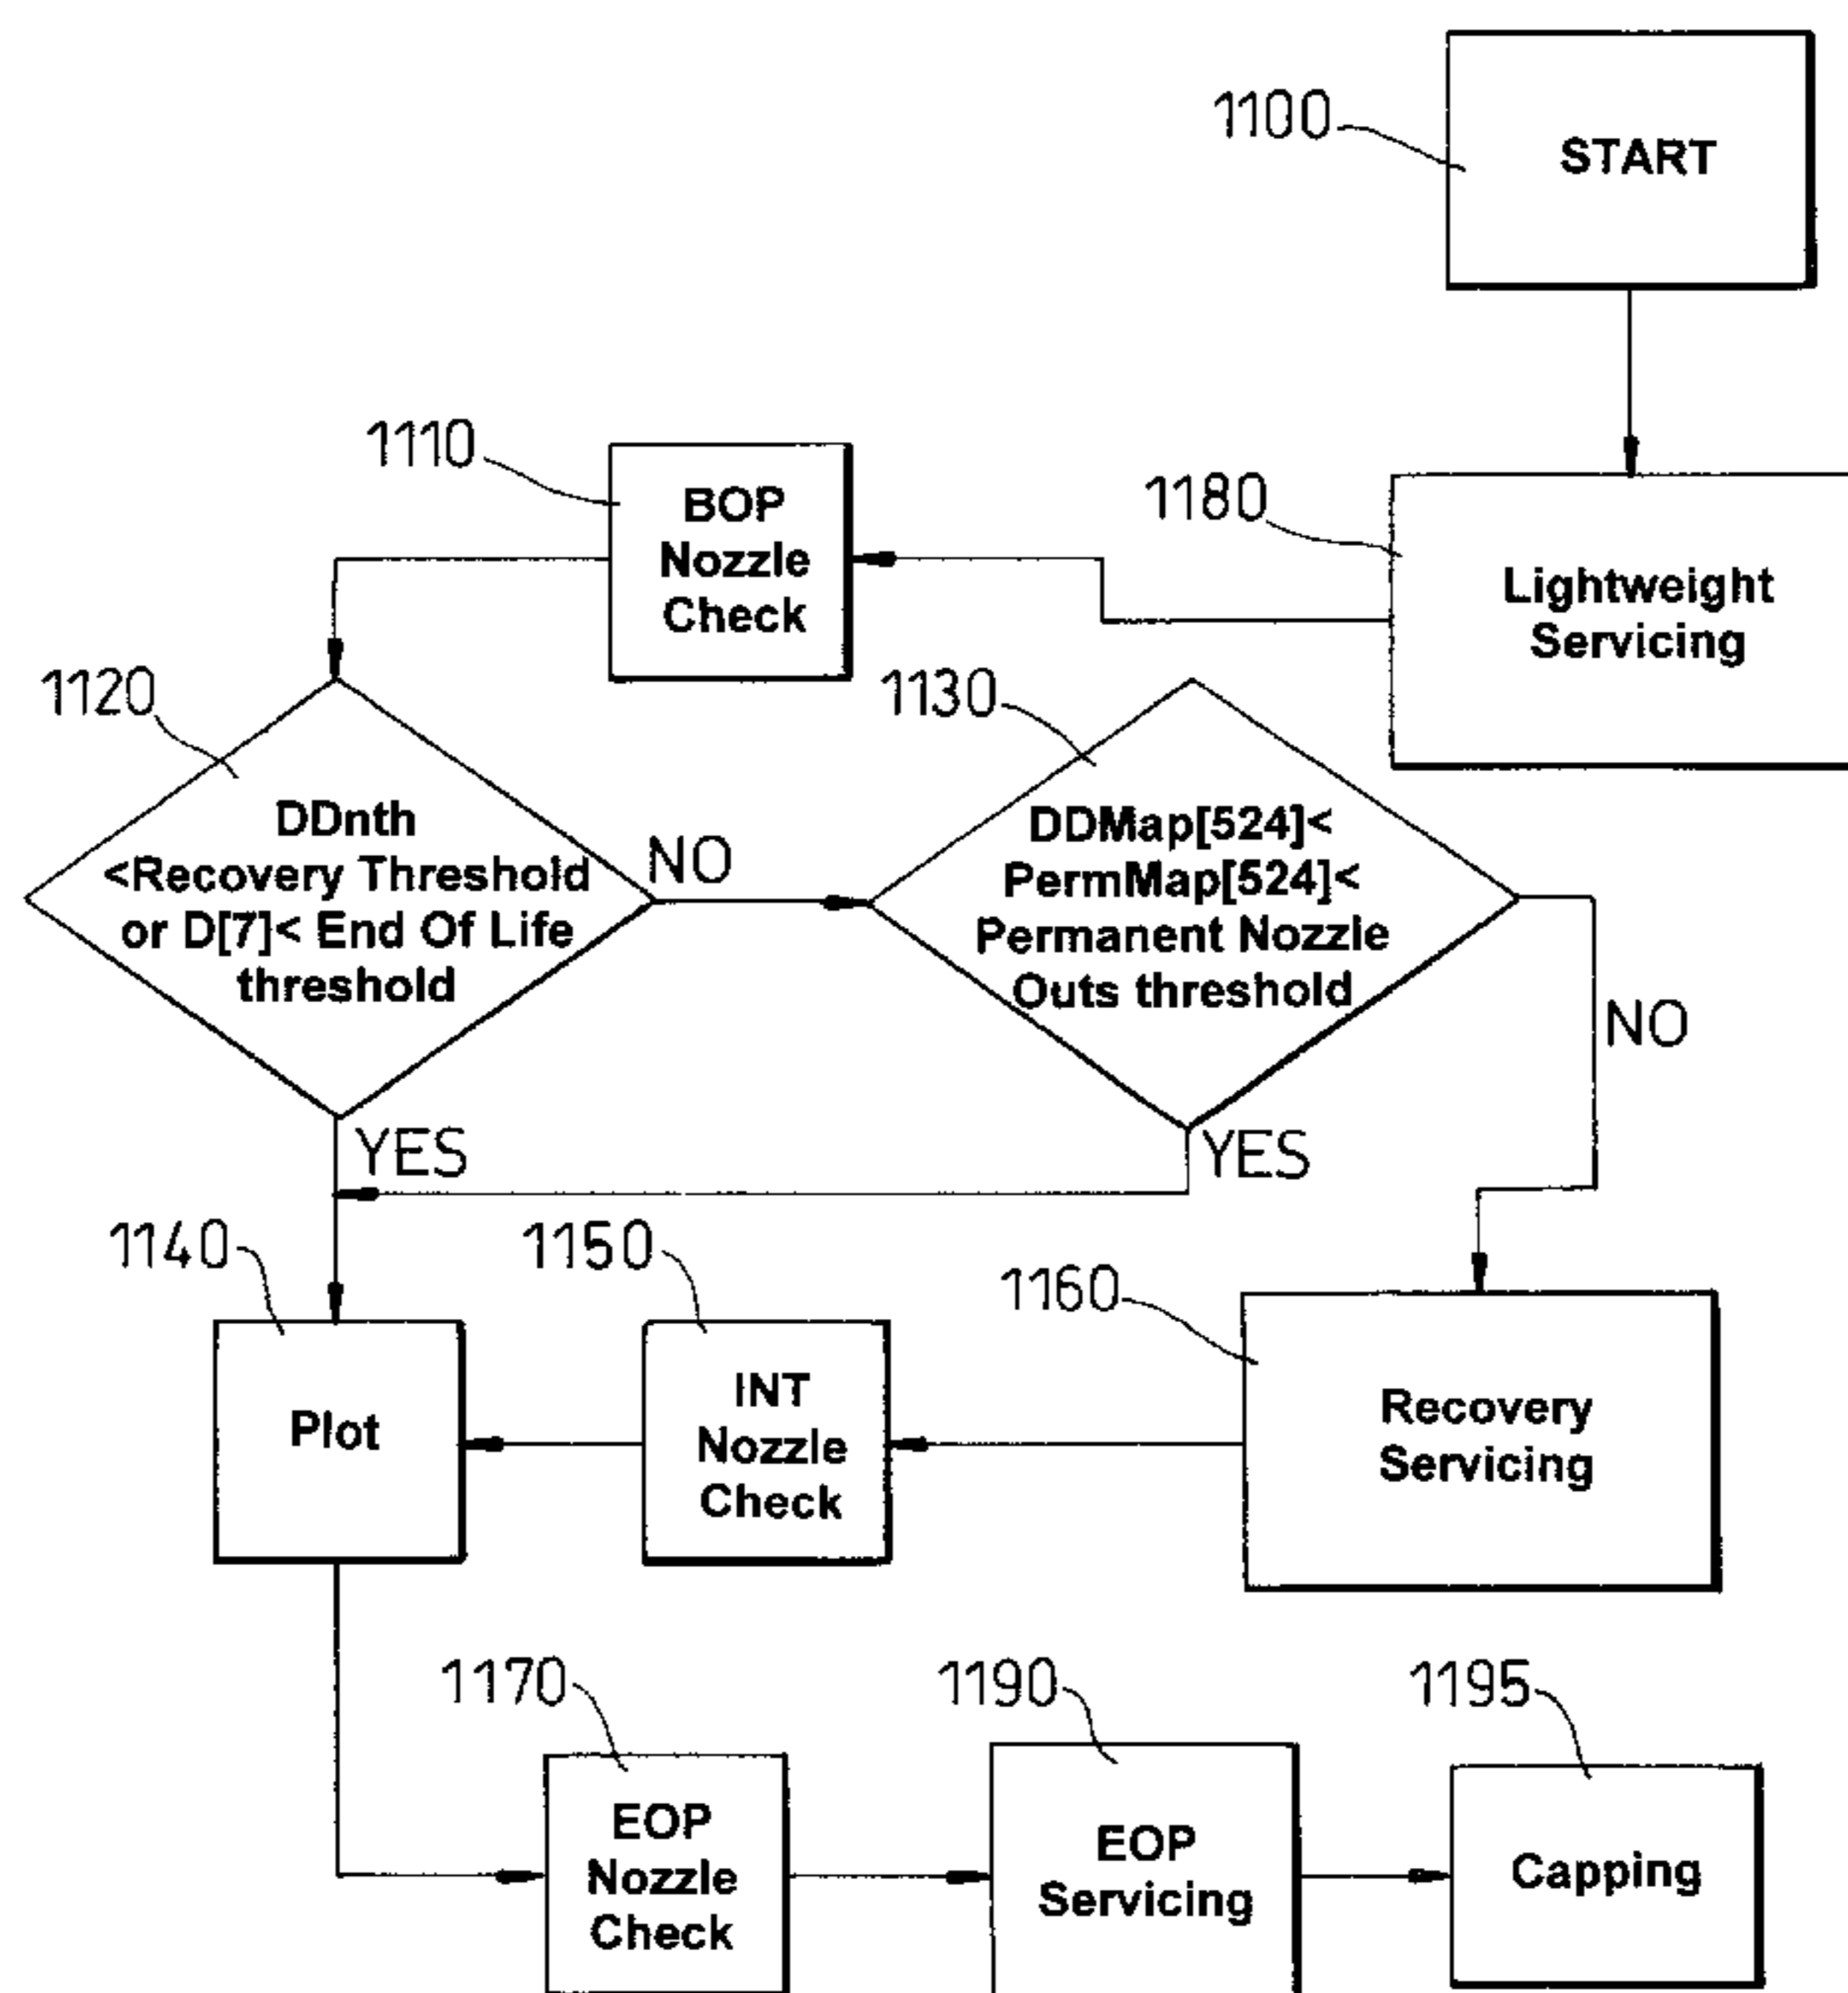 1100
START
1110
BOP
Nozzle
Check
1180
Lightweight
Servicing
1120
DDnth
<Recovery Threshold
or D[7]< End Of Life
threshold
NO
1130
DDMap[524]<
PermMap[524]<
Permanent Nozzle
Outs threshold
NO
YES
YES
1140
Plot
1150
INT
Nozzle
Check
1160
Recovery
Servicing
1170
EOP
Nozzle
Check
1190
EOP
Servicing
1195
Capping